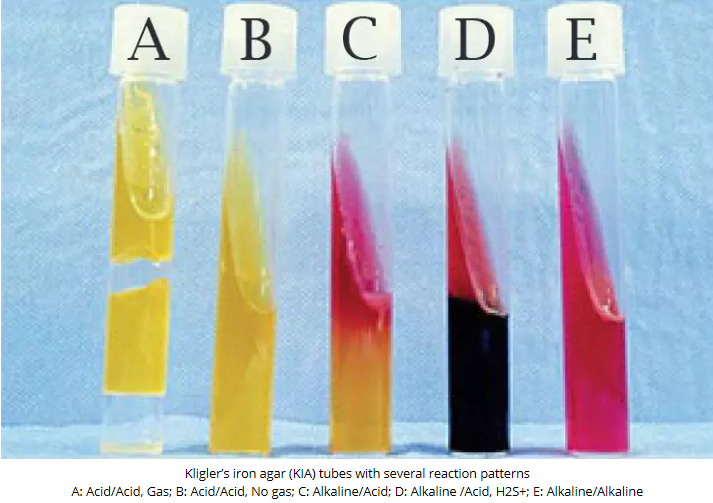 A B C D E
Kligler's iron agar (KIA) tubes with several reaction patterns
A: Acid/Acid, Gas; B: Acid/Acid, No gas; C: Alkaline/Acid; D: Alkaline /Acid, H2S+; E: Alkaline/Alkaline